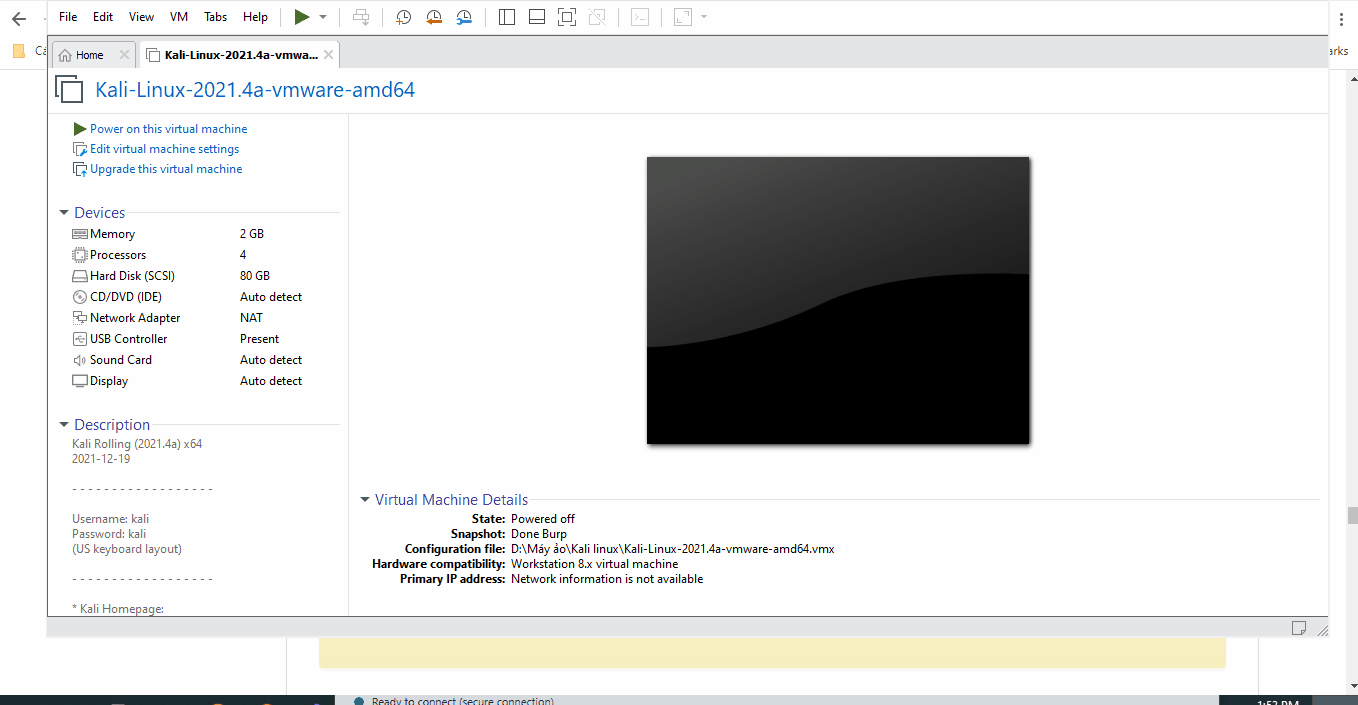 File Edit View VM Tabs Help
Home Kali-Linux-2021.4a-vmwa...
arks
Kali-Linux-2021.4a-vmware-amd64
Power on this virtual machine
Edit virtual machine settings
Upgrade this virtual machine
Devices
Memory 2 GB
Processors 4
Hard Disk (SCSI) 80 GB
CD/DVD (IDE) Auto detect
Network Adapter NAT
USB Controller Present
Sound Card Auto detect
Display Auto detect
Description
Kali Rolling (2021.4a) x64
2021-12-19
- - - - - - - - - - - - - - - - - -
Username: kali
Password: kali
(US keyboard layout)
- - - - - - - - - - - - - - - - - -
* Kali Homepage:
Virtual Machine Details
State: Powered off
Snapshot: Done Burp
Configuration file: D:\Máy ảo\Kali linux\Kali-Linux-2021.4a-vmware-amd64.vmx
Hardware compatibility: Workstation 8.x virtual machine
Primary IP address: Network information is not available
Ready to connect (secure connection)
1:52 PM